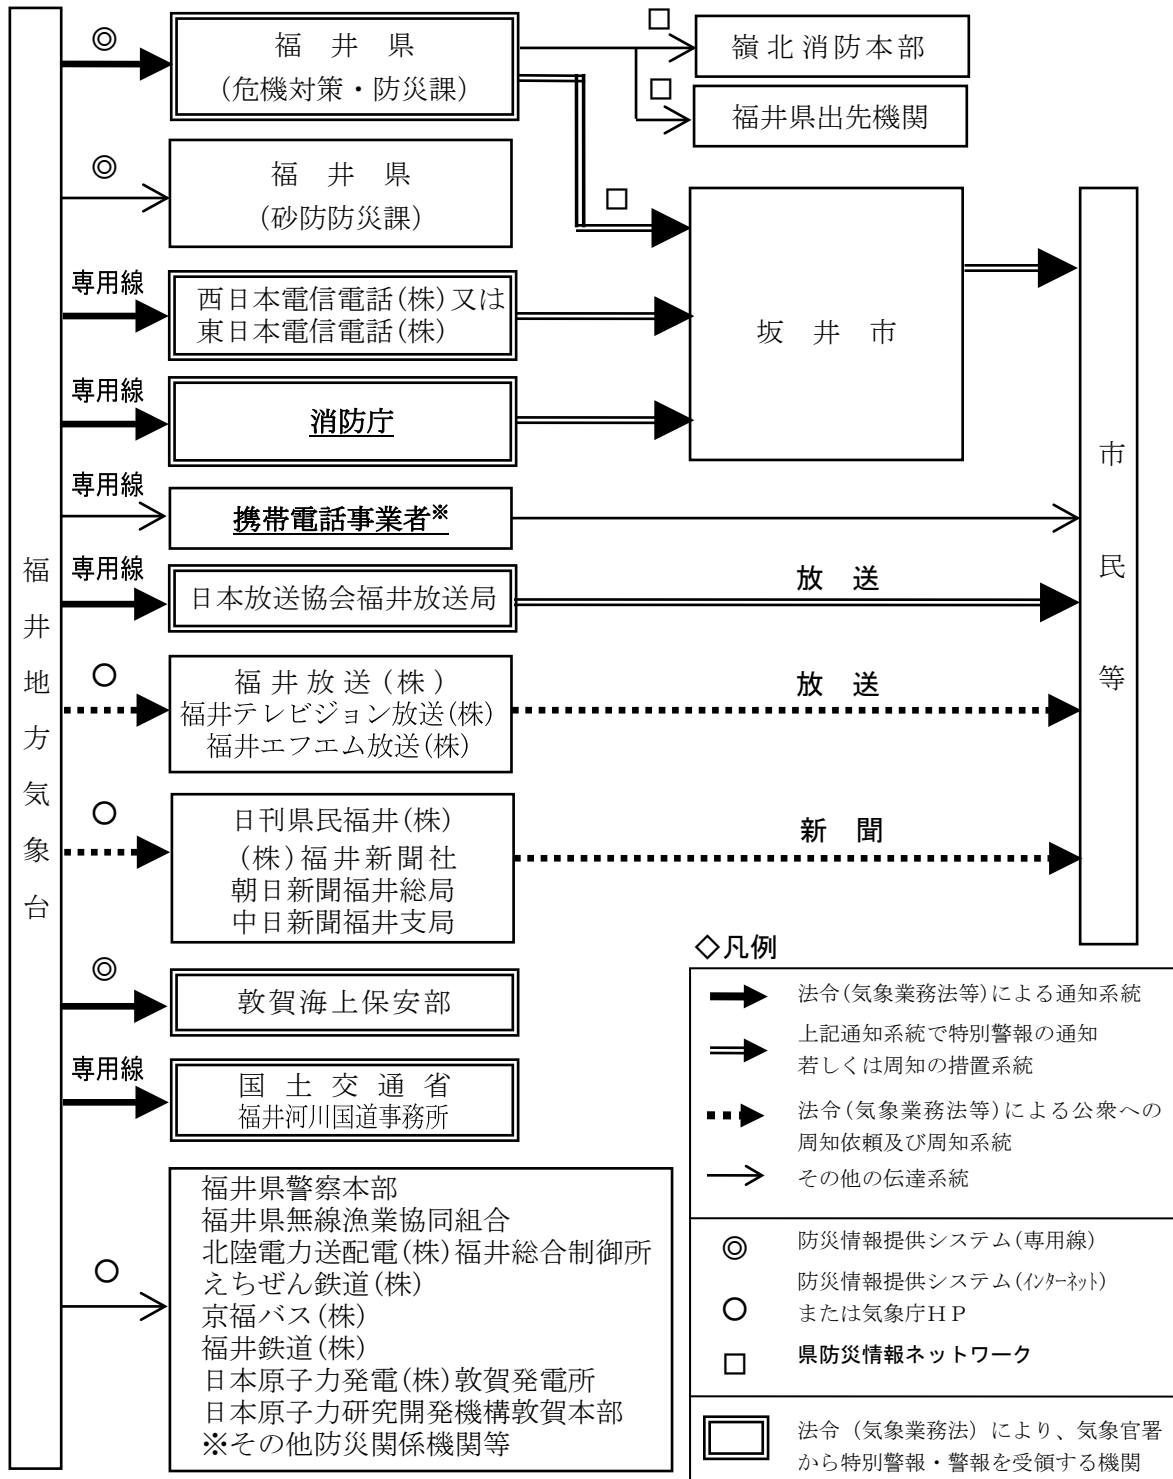 福井地方気象台
◎
福　井　県
(危機対策・防災課)
□
嶺北消防本部
□
福井県出先機関
◎
福　井　県
(砂防防災課)
□
坂　井　市
専用線
西日本電信電話(株)又は
東日本電信電話(株)
専用線
消防庁
専用線
携帯電話事業者※
専用線
日本放送協会福井放送局
放　送
○
福井放送(株)
福井テレビジョン放送(株)
福井エフエム放送(株)
放　送
○
日刊県民福井(株)
(株)福井新聞社
朝日新聞福井総局
中日新聞福井支局
新　聞
市民等
◎
敦賀海上保安部
専用線
国土交通省
福井河川国道事務所
○
福井県警察本部
福井県無線漁業協同組合
北陸電力送配電(株)福井総合制御所
えちぜん鉄道(株)
京福バス(株)
福井鉄道(株)
日本原子力発電(株)敦賀発電所
日本原子力研究開発機構敦賀本部
※その他防災関係機関等
◇凡例
法令(気象業務法等)による通知系統
上記通知系統で特別警報の通知
若しくは周知の措置系統
法令(気象業務法等)による公衆への
周知依頼及び周知系統
その他の伝達系統
◎ 防災情報提供システム(専用線)
防災情報提供システム(ｲﾝﾀｰﾈｯﾄ)
○ または気象庁ＨＰ
□ 県防災情報ネットワーク
法令（気象業務法）により、気象官署
から特別警報・警報を受領する機関